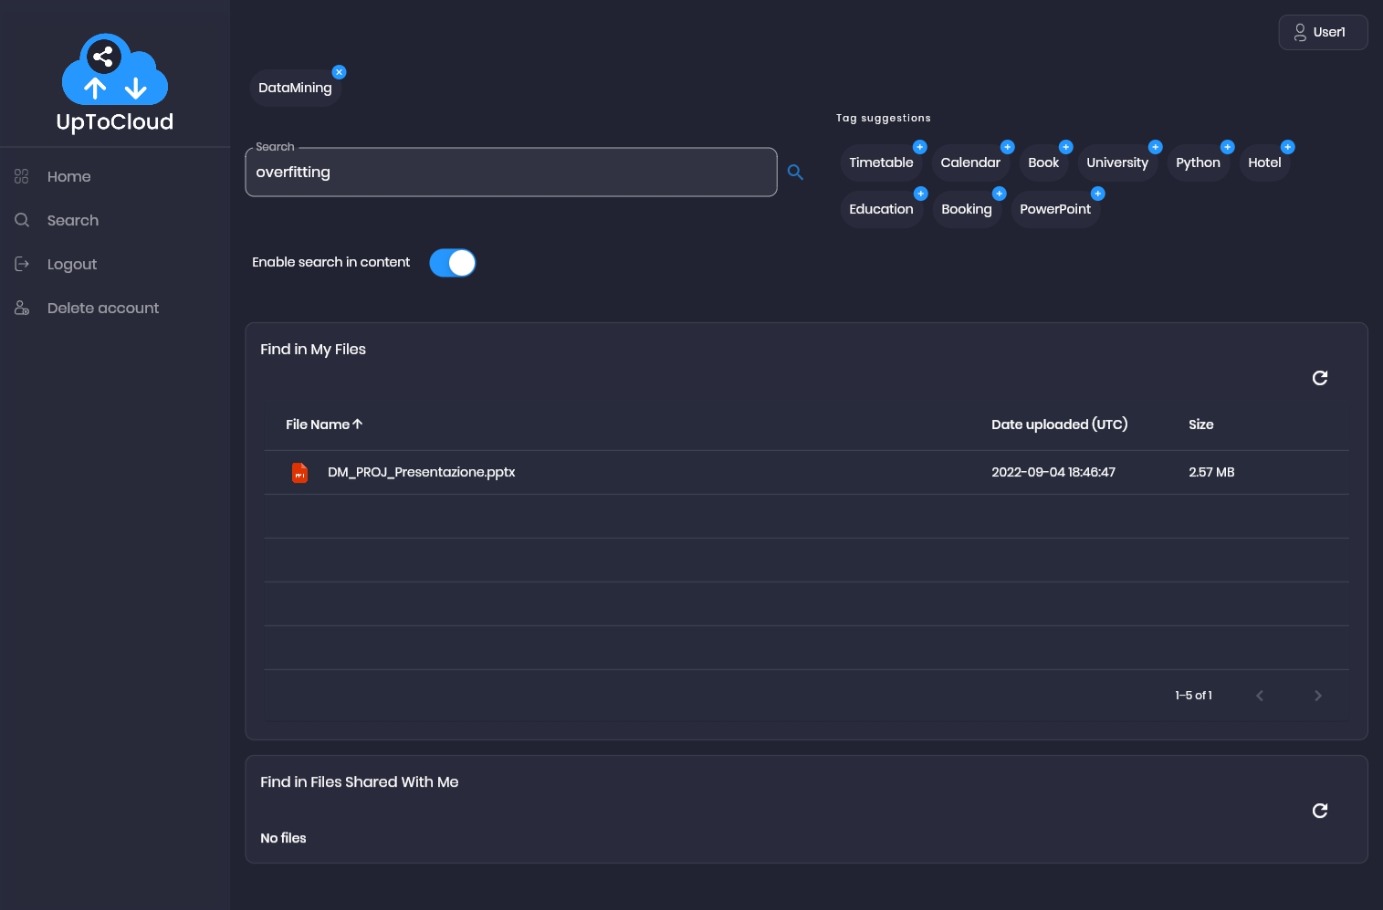 User1
UpToCloud
Home
Search
Logout
Delete account
DataMining
Search
overfitting
Tag suggestions
Timetable Calendar Book University Python Hotel
Education Booking PowerPoint
Enable search in content
Find in My Files
File Name Date uploaded (UTC) Size
DM_PROJ_Presentazione.pptx 2022-09-04 18:46:47 2.57 MB
1–5 of 1
Find in Files Shared With Me
No files